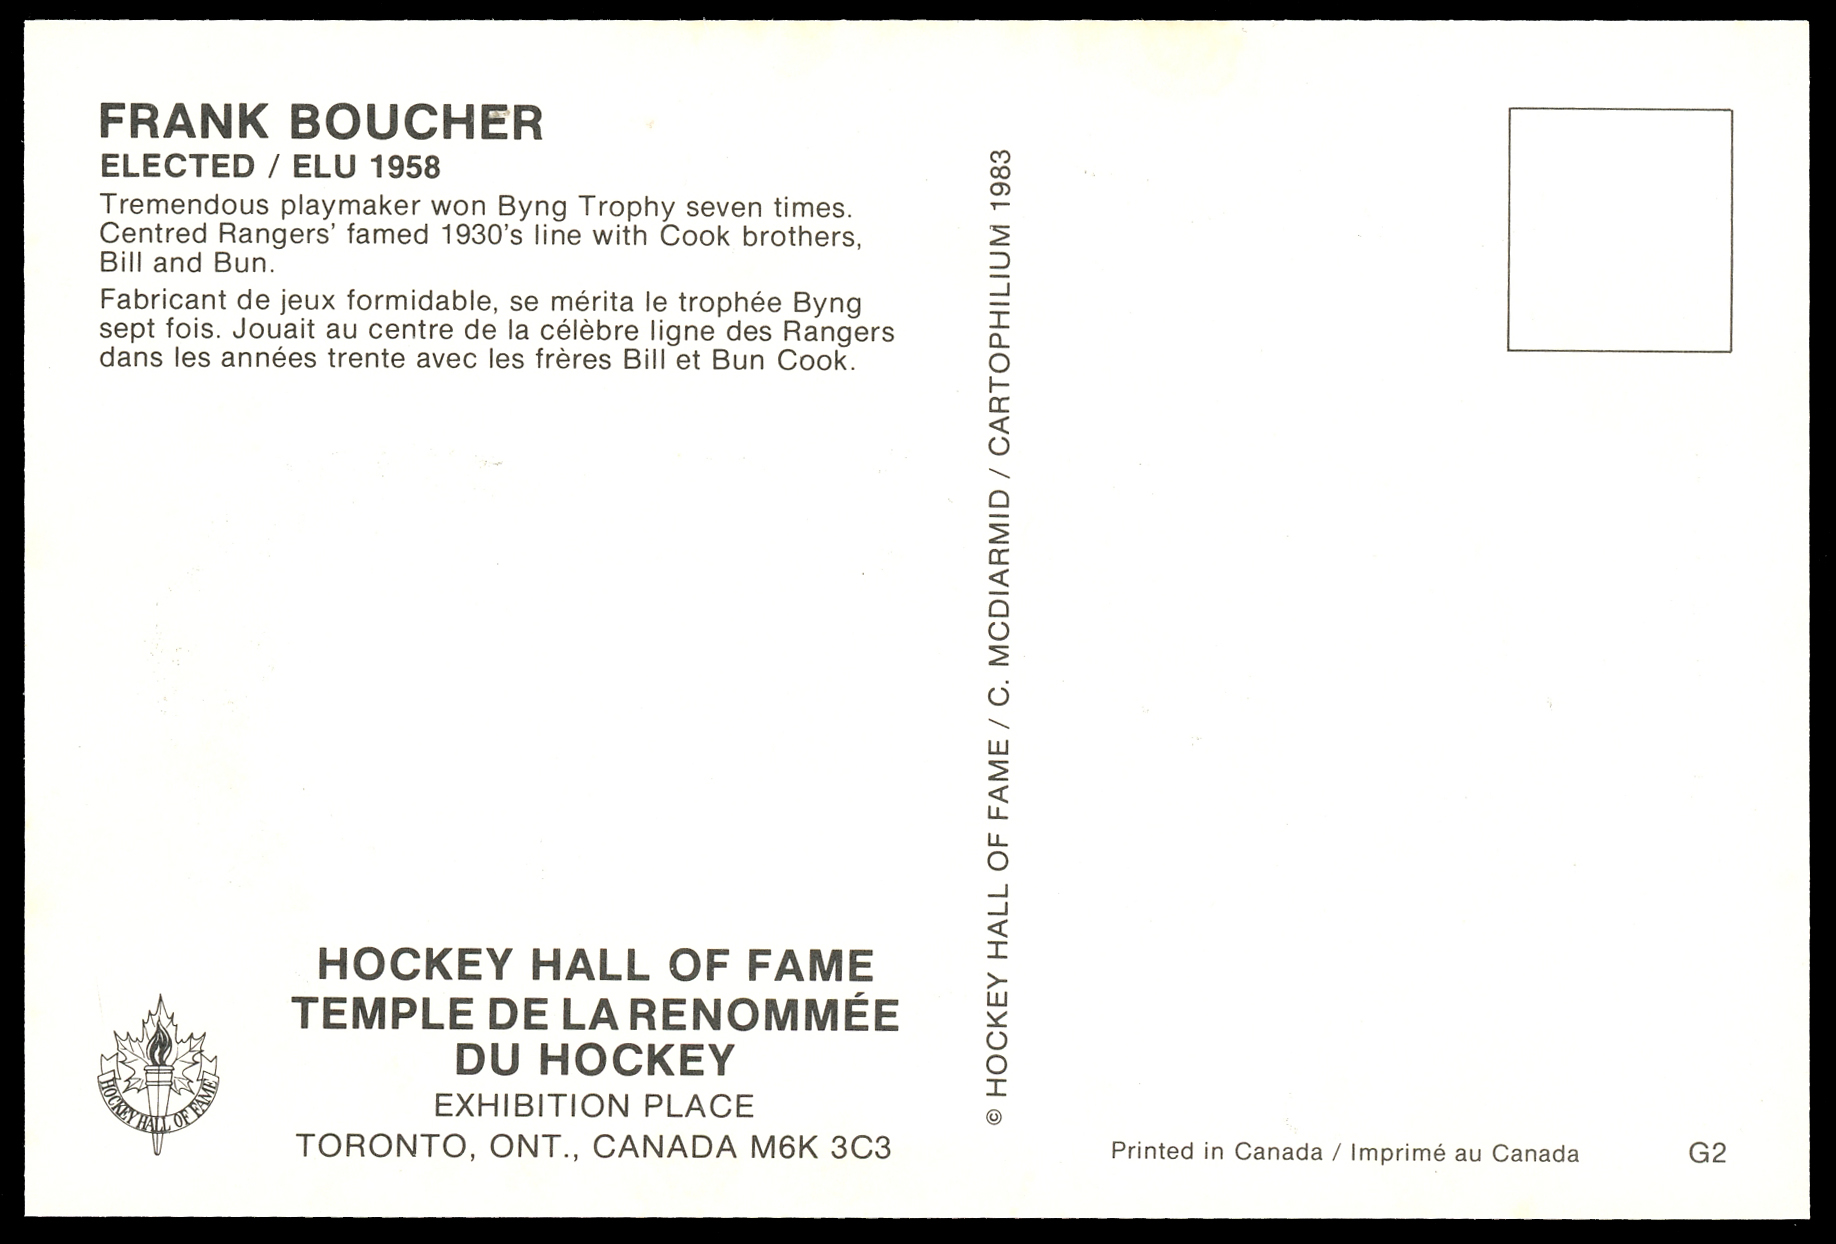 FRANK BOUCHER
ELECTED / ELU 1958
Tremendous playmaker won Byng Trophy seven times.
Centred Rangers' famed 1930's line with Cook brothers,
Bill and Bun.
Fabricant de jeux formidable, se mérita le trophée Byng
sept fois. Jouait au centre de la célèbre ligne des Rangers
dans les années trente avec les frères Bill et Bun Cook.
HOCKEY HALL OF FAME
HOCKEY HALL OF FAME
TEMPLE DE LA RENOMMÉE
DU HOCKEY
EXHIBITION PLACE
TORONTO, ONT., CANADA M6K 3C3
© HOCKEY HALL OF FAME / C. MCDIARMID / CARTOPHILIUM 1983
Printed in Canada / Imprimé au Canada
G2